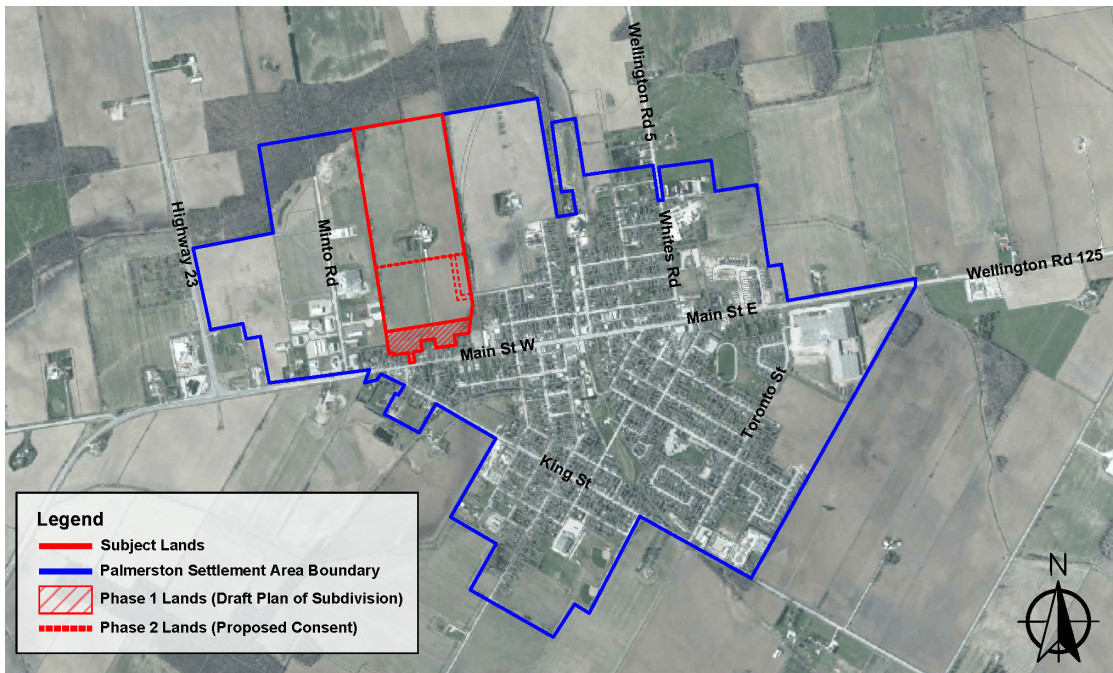 Wellington Rd 5
Highway 23
Minto Rd
Whites Rd
Wellington Rd 125
Main St E
Main St W
Toronto St
King St
Legend
Subject Lands
Palmerston Settlement Area Boundary
Phase 1 Lands (Draft Plan of Subdivision)
Phase 2 Lands (Proposed Consent)
N